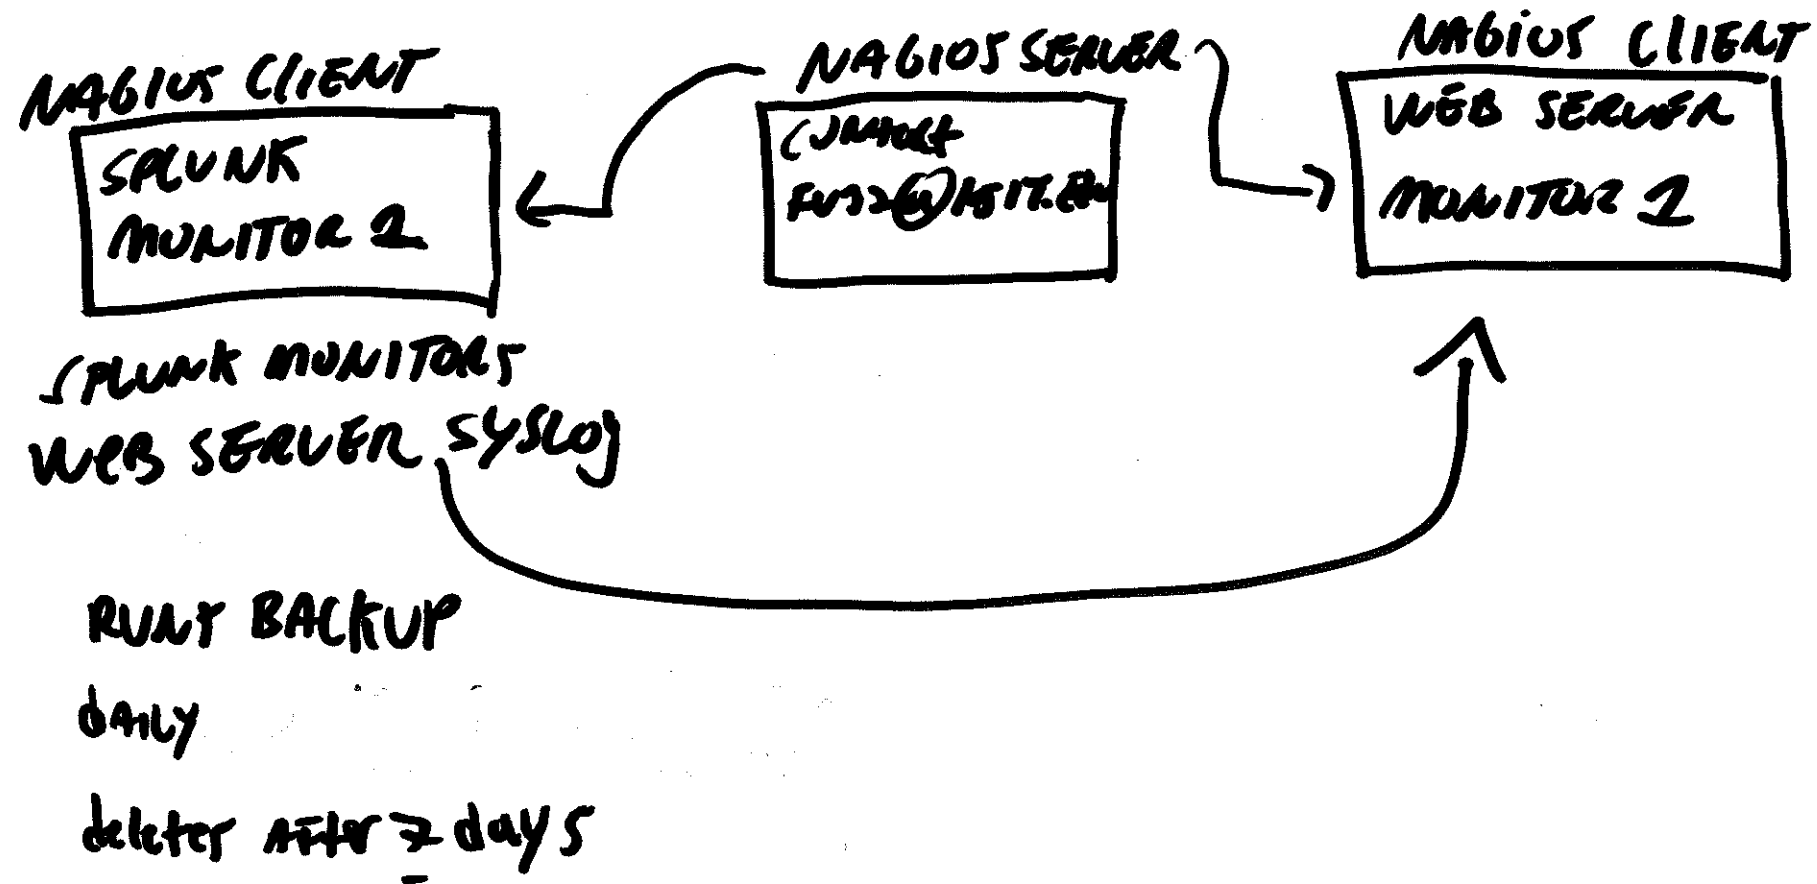 NAGIOS CLIENT
SPLUNK
MONITOR 1
SPLUNK MONITORS
WEB SERVER SYSLOG
RUNS BACKUP
dAILY
deletes AFter 7 days
NAGIOS SERVER
NAGIOS CLIENT
WEB SERVER
MONITOR 1